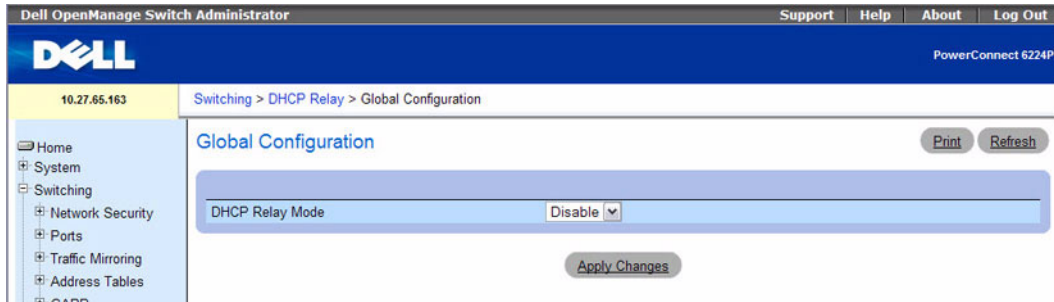 Dell OpenManage Switch Administrator Support Help About Log Out
DELL
PowerConnect 6224P
10.27.65.163
Switching > DHCP Relay > Global Configuration
Home
System
Switching
Network Security
Ports
Traffic Mirroring
Address Tables
GARP
Global Configuration
Print Refresh
DHCP Relay Mode Disable
Apply Changes